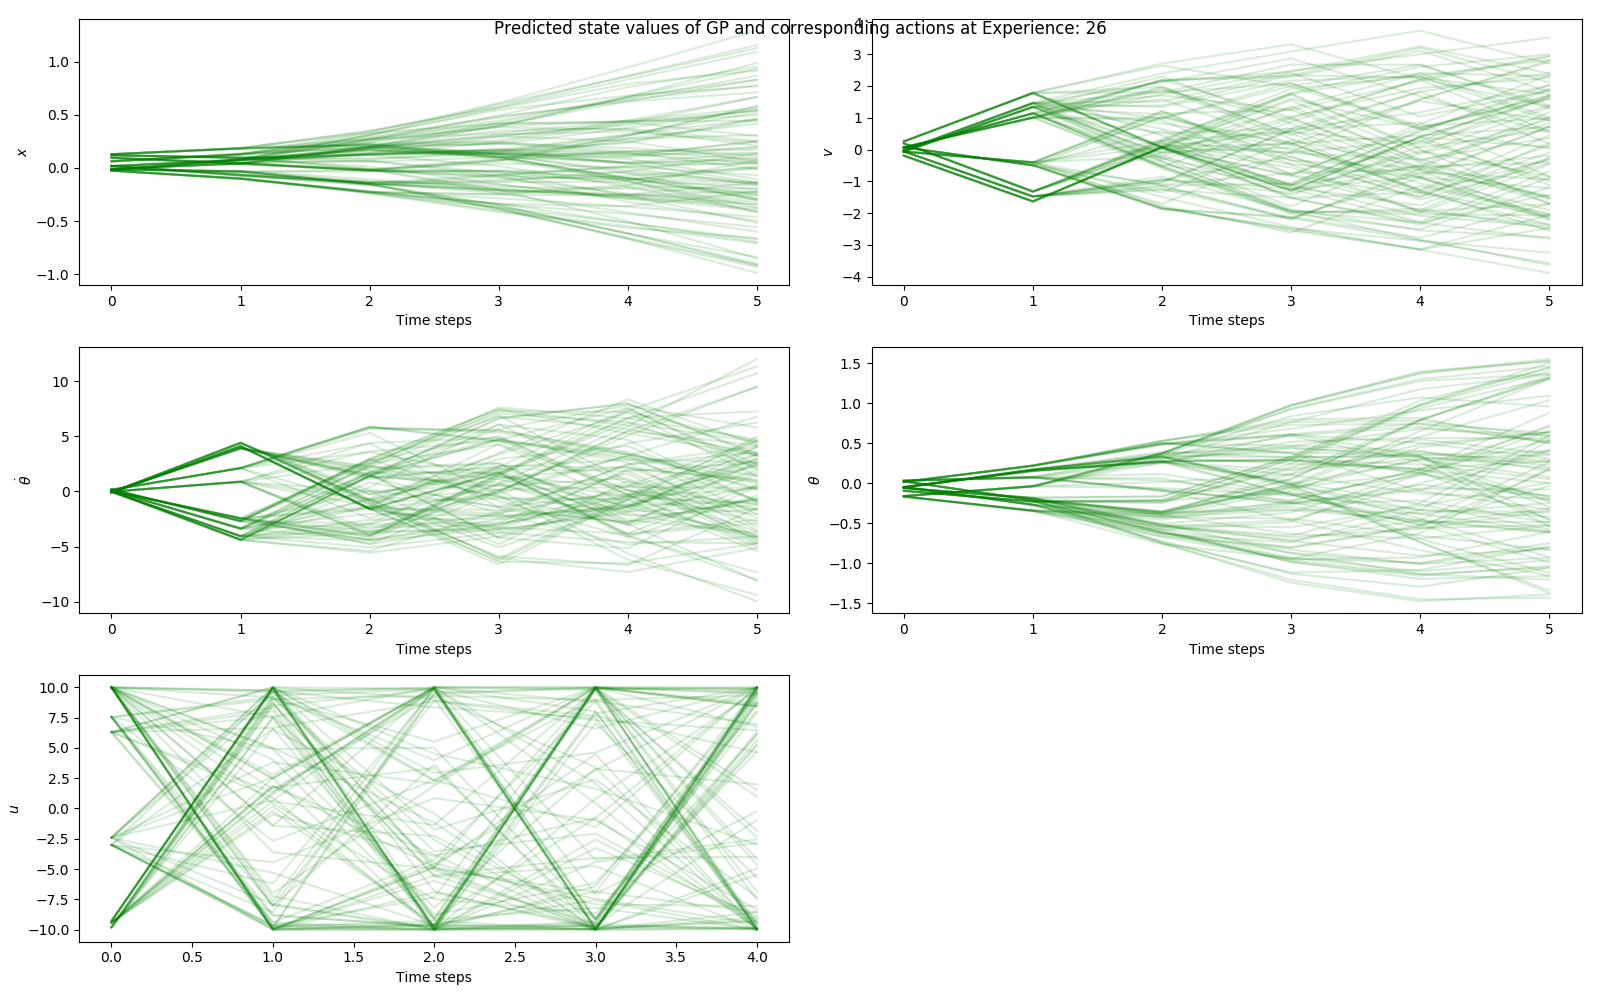 Predicted state values of GP and corresponding actions at Experience: 26
1.0
0.5
0.0
−0.5
−1.0
x
0 1 2 3 4 5
Time steps
4
3
2
1
0
−1
−2
−3
−4
v
0 1 2 3 4 5
Time steps
10
5
0
−5
−10
θ̇
0 1 2 3 4 5
Time steps
1.5
1.0
0.5
0.0
−0.5
−1.0
−1.5
θ
0 1 2 3 4 5
Time steps
10.0
7.5
5.0
2.5
0.0
−2.5
−5.0
−7.5
−10.0
u
0.0 0.5 1.0 1.5 2.0 2.5 3.0 3.5 4.0
Time steps